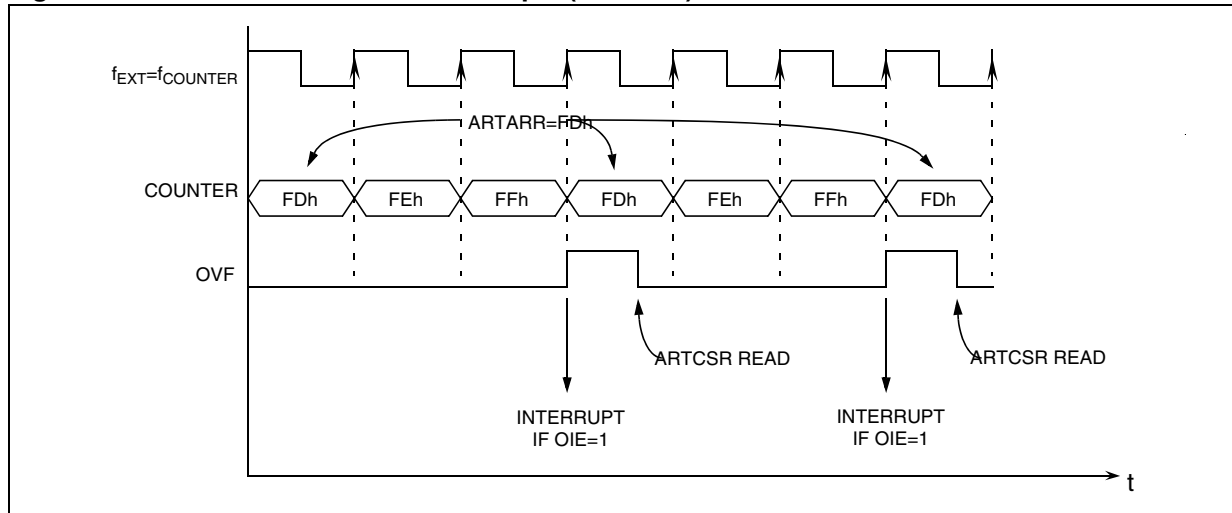 fEXT=fCOUNTER
ARTARR=FDh
COUNTER
FDh FEh FFh FDh FEh FFh FDh
OVF
ARTCSR READ ARTCSR READ
INTERRUPT INTERRUPT
IF OIE=1 IF OIE=1
t